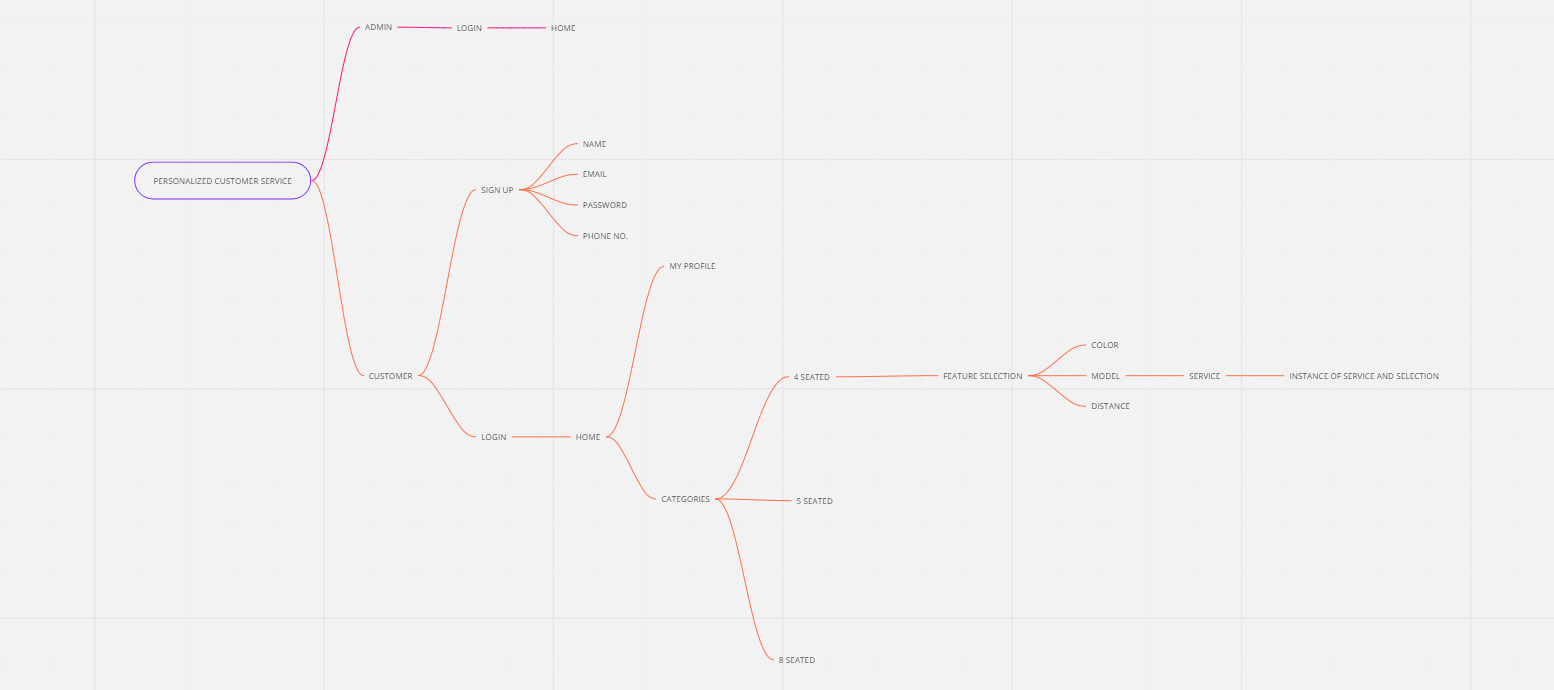 ADMIN
LOGIN
HOME
PERSONALIZED CUSTOMER SERVICE
SIGN UP
NAME
EMAIL
PASSWORD
PHONE NO.
CUSTOMER
LOGIN
HOME
MY PROFILE
CATEGORIES
4 SEATED
FEATURE SELECTION
COLOR
MODEL
SERVICE
INSTANCE OF SERVICE AND SELECTION
DISTANCE
5 SEATED
8 SEATED